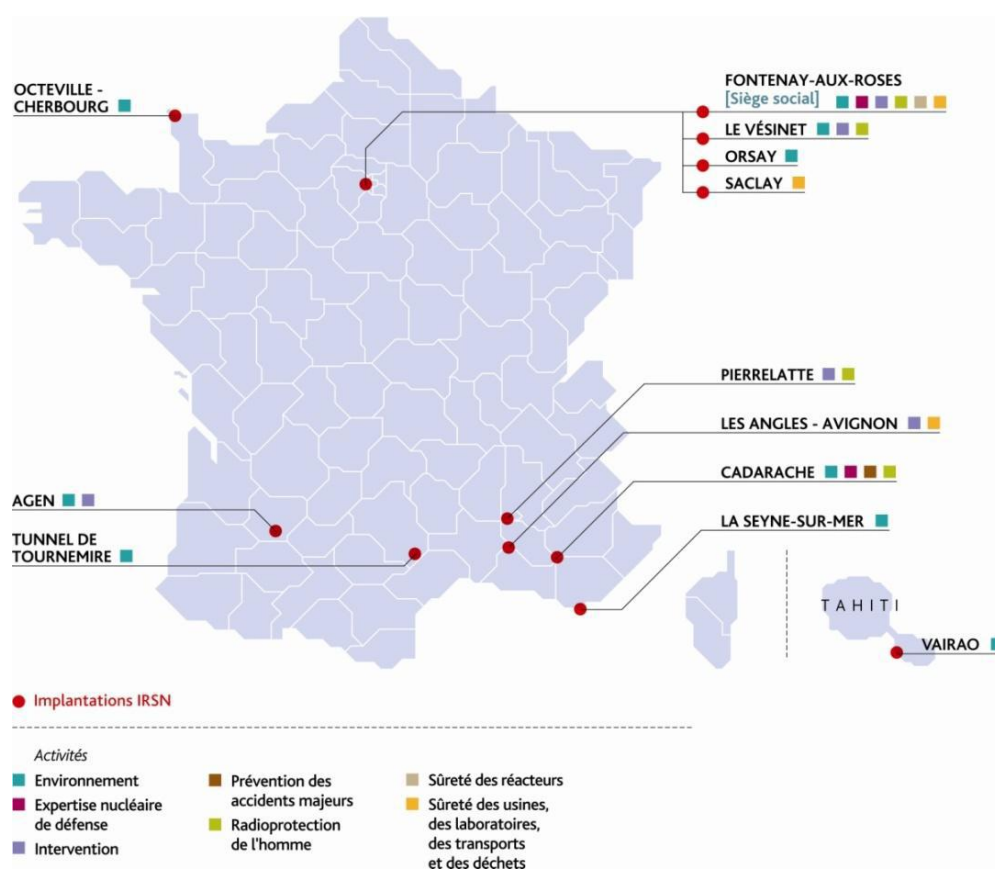 OCTEVILLE -
CHERBOURG
FONTENAY-AUX-ROSES
[Siège social]
LE VÉSINET
ORSAY
SACLAY
PIERRELATTE
LES ANGLES - AVIGNON
CADARACHE
LA SEYNE-SUR-MER
AGEN
TUNNEL DE
TOURNEMIRE
TAHITI
VAIRAO
Implantations IRSN
Activités
Environnement
Expertise nucléaire
de défense
Intervention
Prévention des
accidents majeurs
Radioprotection
de l'homme
Sûreté des réacteurs
Sûreté des usines,
des laboratoires,
des transports
et des déchets